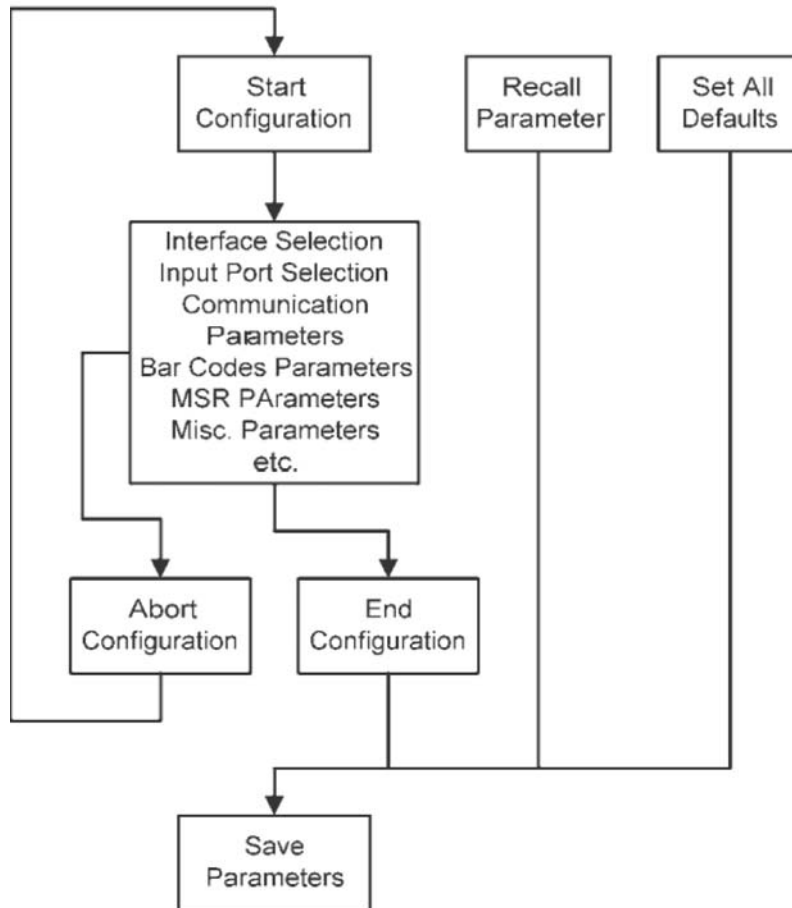 Start
Configuration
Recall
Parameter
Set All
Defaults
Interface Selection
Input Port Selection
Communication
Parameters
Bar Codes Parameters
MSR PArameters
Misc. Parameters
etc.
Abort
Configuration
End
Configuration
Save
Parameters